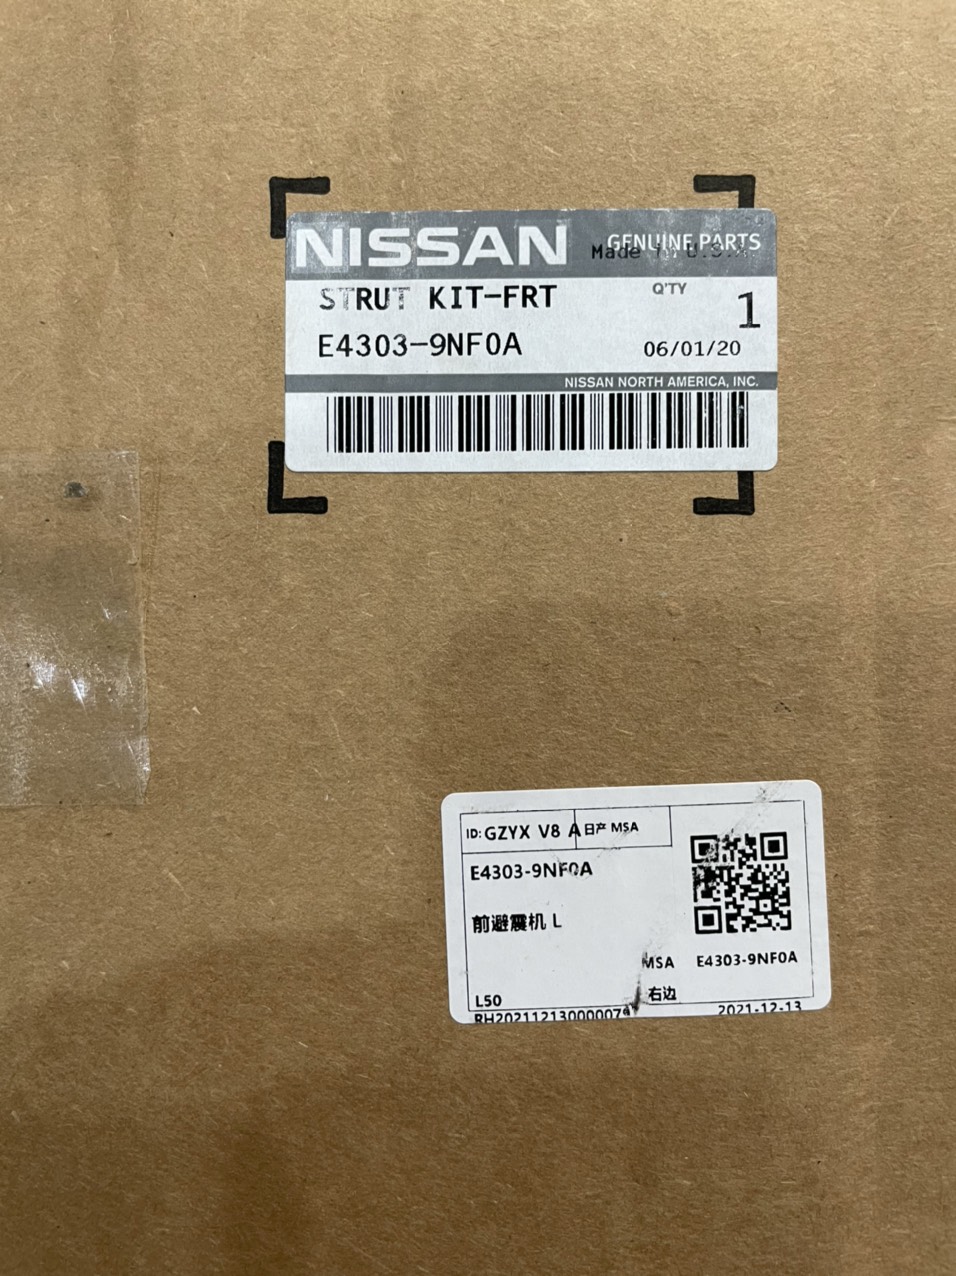 NISSAN
GENUINE PARTS
Made in U.S.A
STRUT KIT-FRT
Q'TY
1
E4303-9NF0A
06/01/20
NISSAN NORTH AMERICA, INC.
ID: GZYX V8 A 日产 MSA
E4303-9NF0A
前避震机 L
MSA E4303-9NF0A
L50
右边
2021-12-13